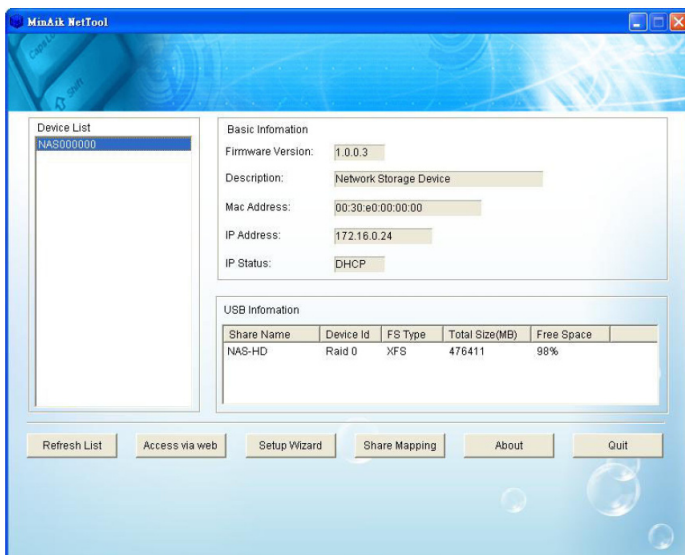 MinAik NetTool
Caps Lo
Shift
Device List
NAS000000
Basic Infomation
Firmware Version: 1.0.0.3
Description: Network Storage Device
Mac Address: 00:30:e0:00:00:00
IP Address: 172.16.0.24
IP Status: DHCP
USB Infomation
Share Name Device Id FS Type Total Size(MB) Free Space
NAS-HD Raid 0 XFS 476411 98%
Refresh List Access via web Setup Wizard Share Mapping About Quit